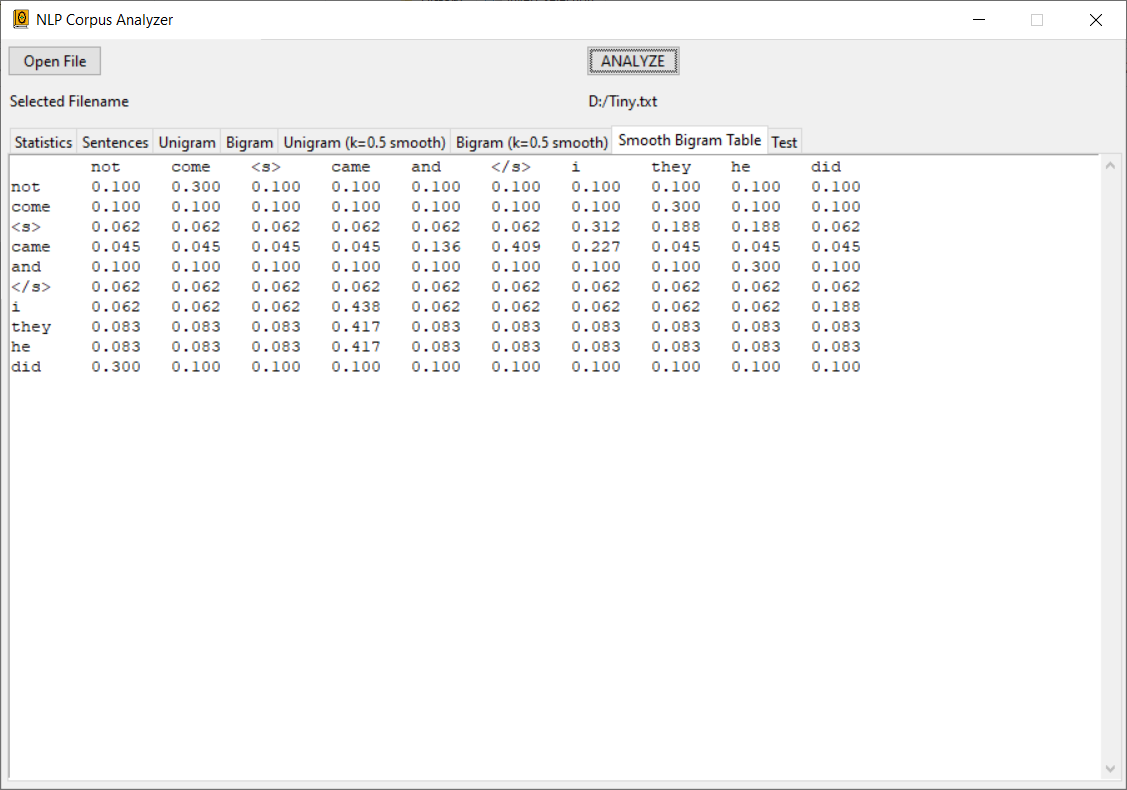 NLP Corpus Analyzer
Open File ANALYZE
Selected Filename D:/Tiny.txt
Statistics Sentences Unigram Bigram Unigram (k=0.5 smooth) Bigram (k=0.5 smooth) Smooth Bigram Table Test
not come <s> came and </s> i they he did
not 0.100 0.300 0.100 0.100 0.100 0.100 0.100 0.100 0.100 0.100
come 0.100 0.100 0.100 0.100 0.100 0.100 0.100 0.300 0.100 0.100
<s> 0.062 0.062 0.062 0.062 0.062 0.062 0.312 0.188 0.188 0.062
came 0.045 0.045 0.045 0.045 0.136 0.409 0.227 0.045 0.045 0.045
and 0.100 0.100 0.100 0.100 0.100 0.100 0.100 0.100 0.300 0.100
</s> 0.062 0.062 0.062 0.062 0.062 0.062 0.062 0.062 0.062 0.062
i 0.062 0.062 0.062 0.438 0.062 0.062 0.062 0.062 0.062 0.188
they 0.083 0.083 0.083 0.417 0.083 0.083 0.083 0.083 0.083 0.083
he 0.083 0.083 0.083 0.417 0.083 0.083 0.083 0.083 0.083 0.083
did 0.300 0.100 0.100 0.100 0.100 0.100 0.100 0.100 0.100 0.100